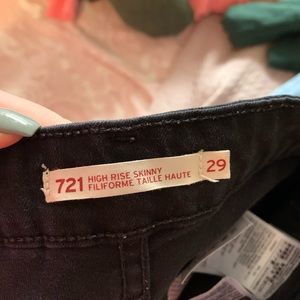 721 HIGH RISE SKINNY
FILIFORME TAILLE HAUTE
29